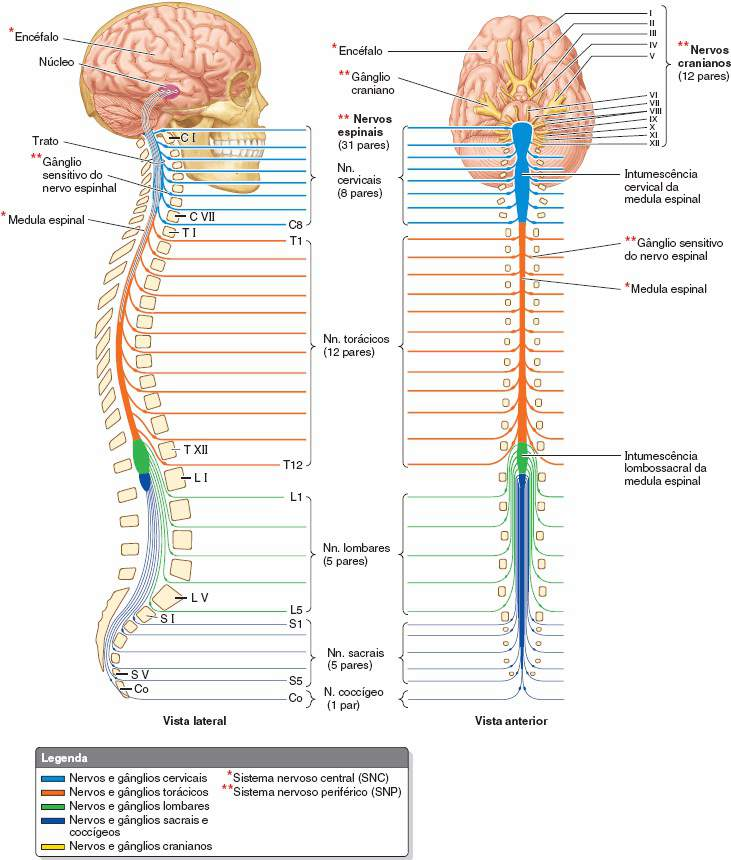 *Encéfalo
Núcleo
Trato
**Gânglio
sensitivo do
nervo espinhal
*Medula espinal
C I
C VII
T I
T XII
L I
L V
S I
S V
Co
**Nervos
espinais
(31 pares)
Nn.
cervicais
(8 pares)
C8
T1
Nn. torácicos
(12 pares)
T12
L1
Nn. lombares
(5 pares)
L5
S1
Nn. sacrais
(5 pares)
S5
Co
N. coccígeo
(1 par)
Vista lateral
*Encéfalo
**Gânglio
craniano
I
II
III
IV
V
VI
VII
VIII
IX
X
XI
XII
**Nervos
cranianos
(12 pares)
Intumescência
cervical da
medula espinal
**Gânglio sensitivo
do nervo espinal
*Medula espinal
Intumescência
lombossacral da
medula espinal
Vista anterior
Legenda
Nervos e gânglios cervicais
Nervos e gânglios torácicos
Nervos e gânglios lombares
Nervos e gânglios sacrais e
coccígeos
Nervos e gânglios cranianos
*Sistema nervoso central (SNC)
**Sistema nervoso periférico (SNP)